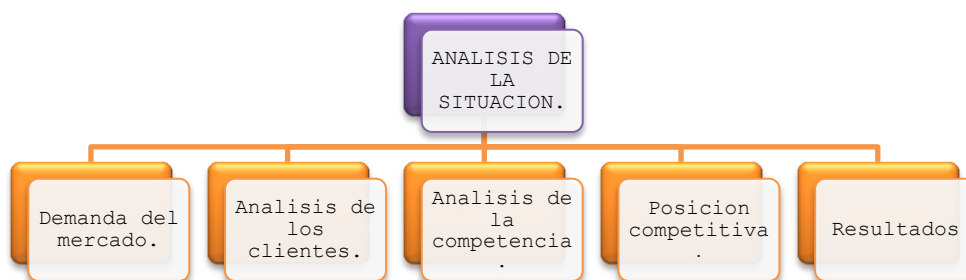 ANALISIS DE
LA
SITUACION.
Demanda del
mercado.
Analisis de
los
clientes.
Analisis de
la
competencia
.
Posicion
competitiva
.
Resultados